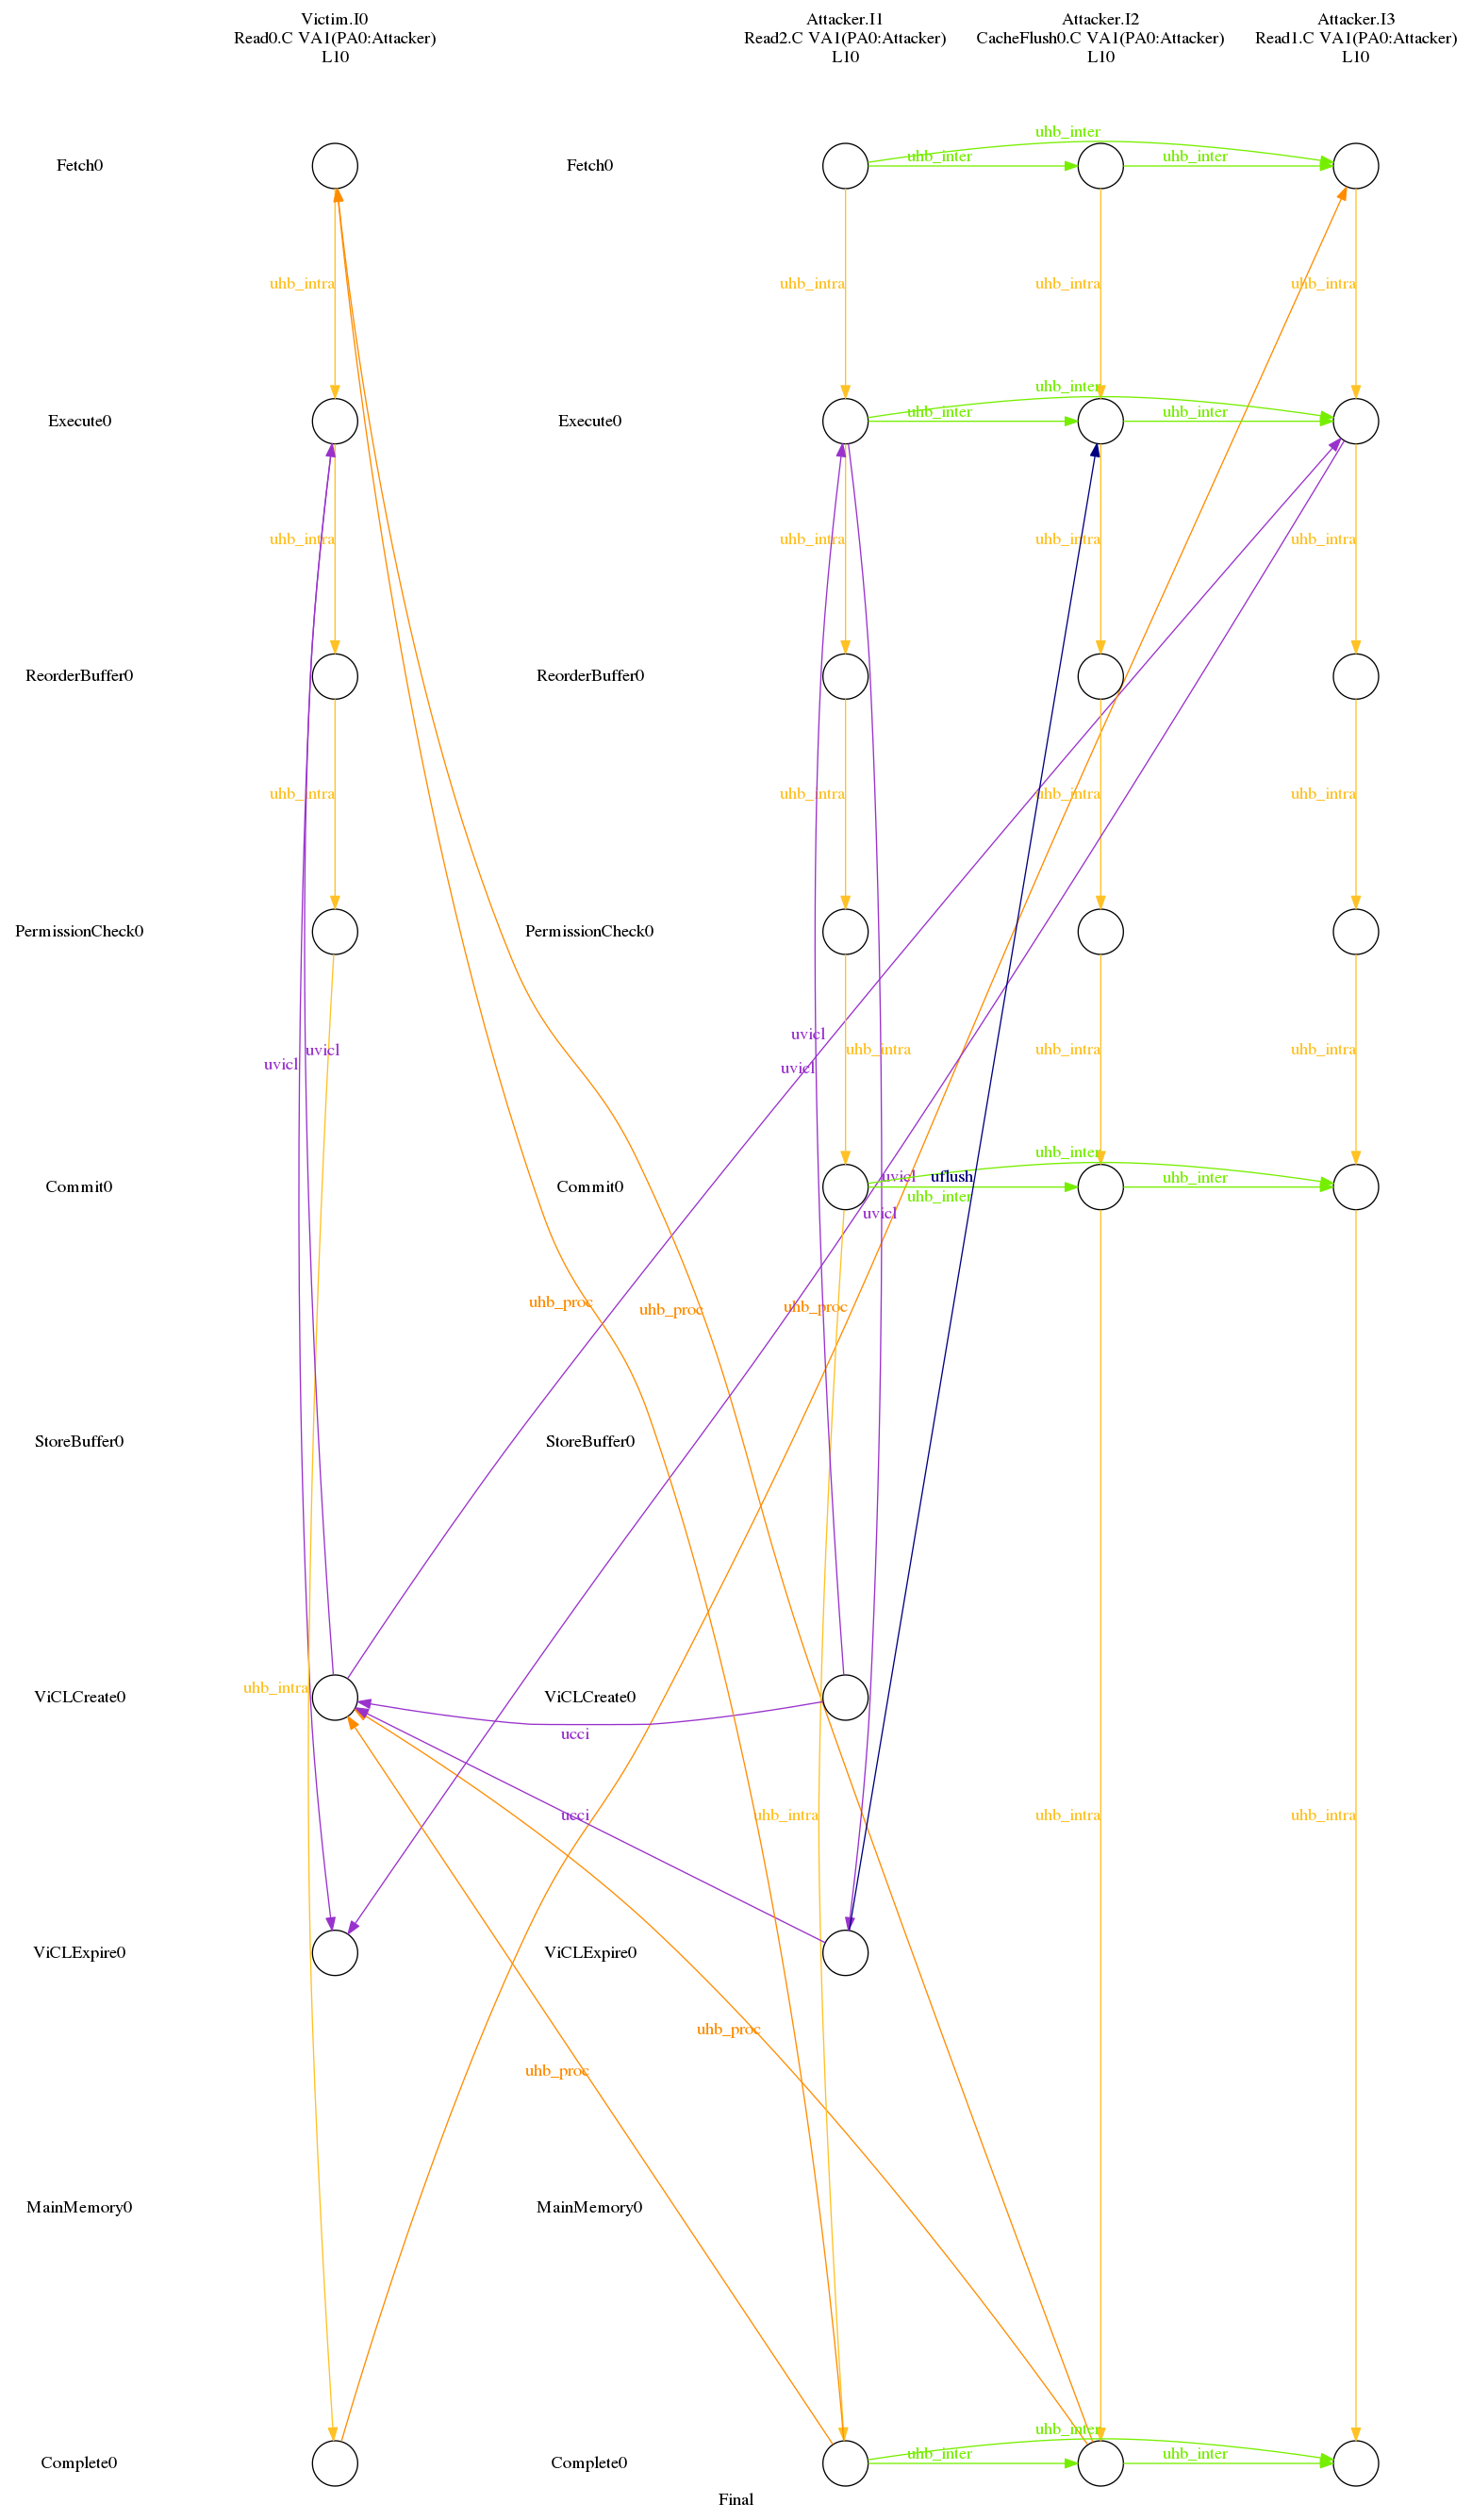 Victim.I0 Attacker.I1 Attacker.I2 Attacker.I3
Read0.C VA1(PA0:Attacker) Read2.C VA1(PA0:Attacker) CacheFlush0.C VA1(PA0:Attacker) Read1.C VA1(PA0:Attacker)
L10 L10 L10 L10
uhb_inter
uhb_inter uhb_inter
Fetch0 Fetch0
uhb_intra uhb_intra uhb_intra uhb_intra
uhb_inter
uhb_inter uhb_inter
Execute0 Execute0
uhb_intra uhb_intra uhb_intra uhb_intra
ReorderBuffer0 ReorderBuffer0
uhb_intra uhb_intra uhb_intra uhb_intra
PermissionCheck0 PermissionCheck0
uvicl
uvicl uhb_intra uhb_intra uhb_intra
uvicl uvicl
uhb_inter
uvicl uflush uhb_inter
Commit0 Commit0
uhb_inter
uvicl
uhb_proc uhb_proc uhb_proc
StoreBuffer0 StoreBuffer0
uhb_intra
ViCLCreate0 ViCLCreate0
ucci
ucci uhb_intra uhb_intra uhb_intra
ViCLExpire0 ViCLExpire0
uhb_proc
uhb_proc
MainMemory0 MainMemory0
uhb_inter
uhb_inter uhb_inter
Complete0 Complete0
Final